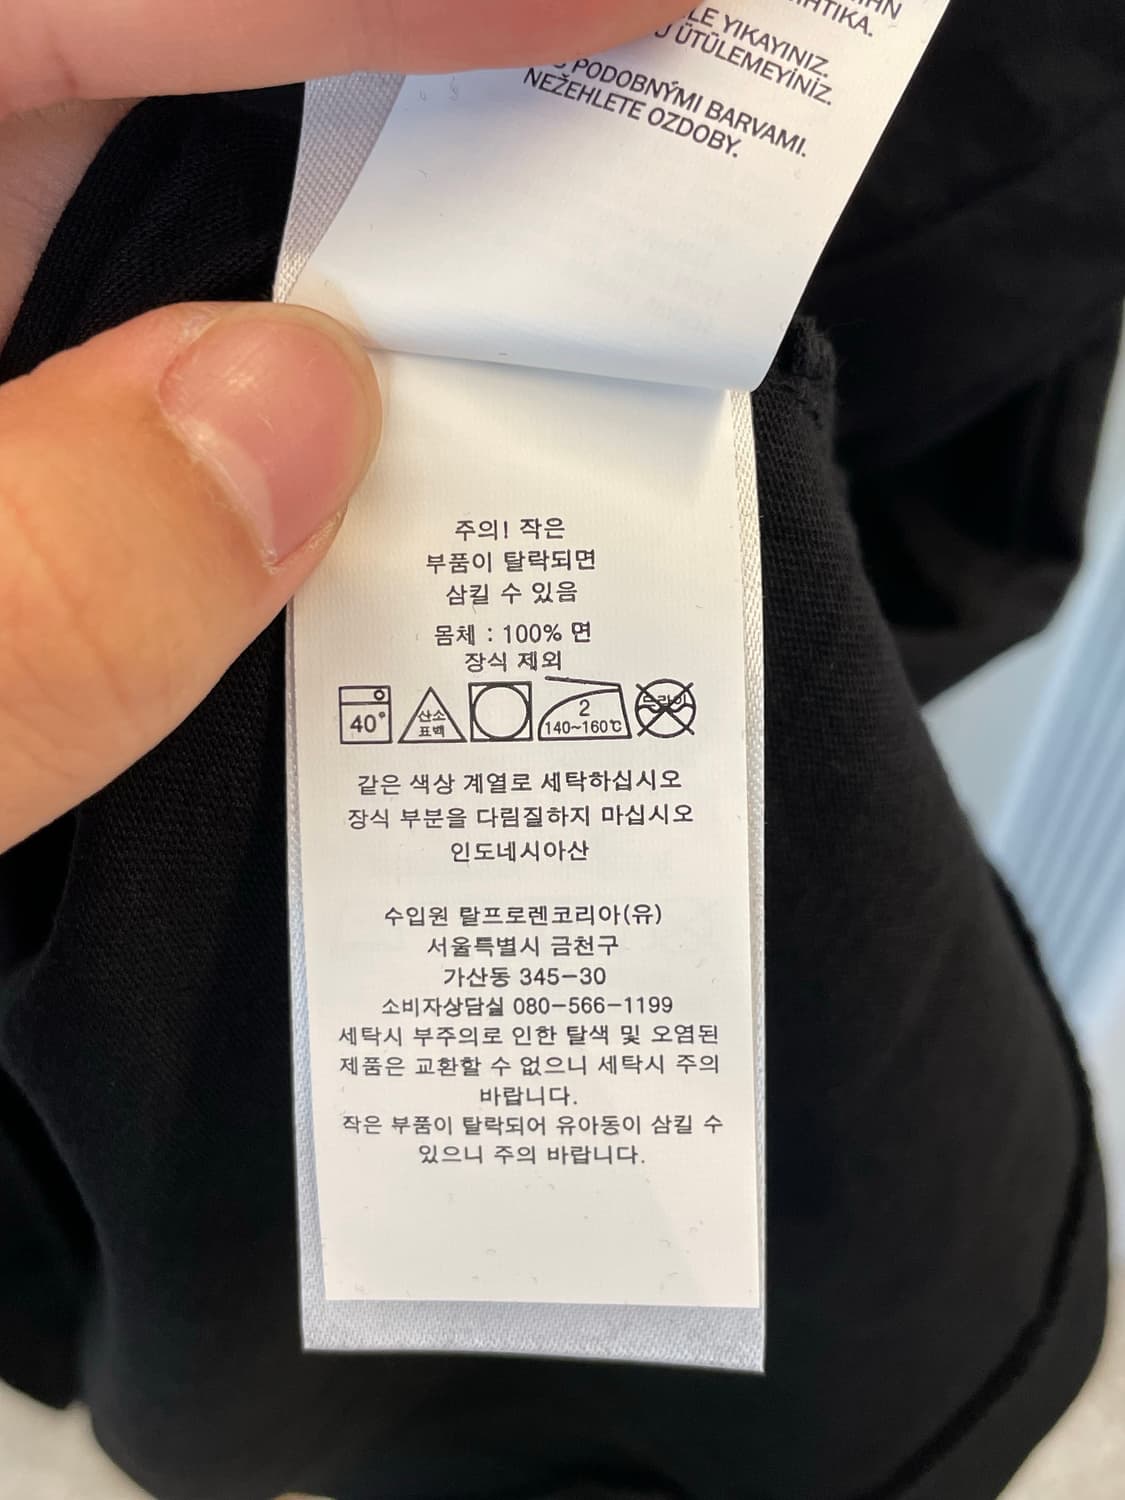 İHTİKA.
LE YIKAYINIZ.
ÜTÜLEMEYİNİZ.
PODOBNÝMI BARVAMI.
NEŽEHLETE OZDOBY.
주의! 작은
부품이 탈락되면
삼킬 수 있음
몸체 : 100% 면
장식 제외
40°
산소
표백
2
140~160℃
드라이
같은 색상 계열로 세탁하십시오
장식 부분을 다림질하지 마십시오
인도네시아산
수입원 랄프로렌코리아(유)
서울특별시 금천구
가산동 345-30
소비자상담실 080-566-1199
세탁시 부주의로 인한 탈색 및 오염된
제품은 교환할 수 없으니 세탁시 주의
바랍니다.
작은 부품이 탈락되어 유아동이 삼킬 수
있으니 주의 바랍니다.